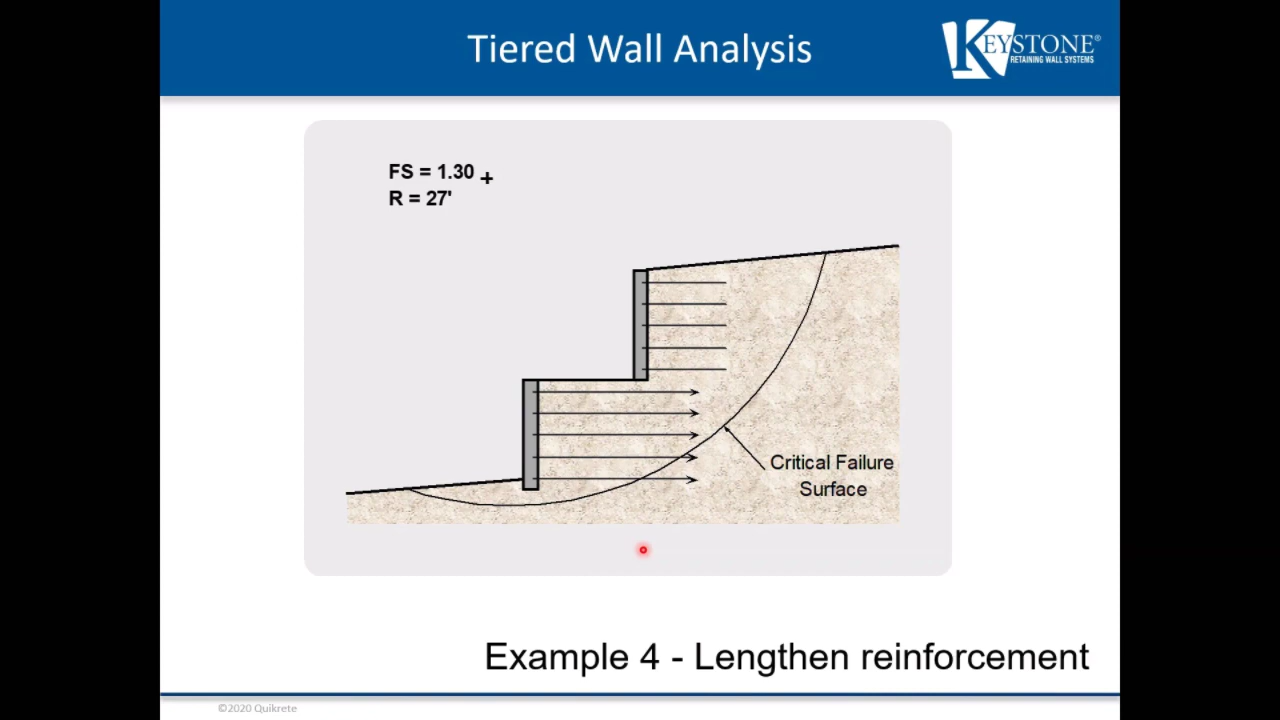 Tiered Wall Analysis
KEYSTONE®
RETAINING WALL SYSTEMS
FS = 1.30 +
R = 27'
Critical Failure
Surface
Example 4 - Lengthen reinforcement
©2020 Quikrete